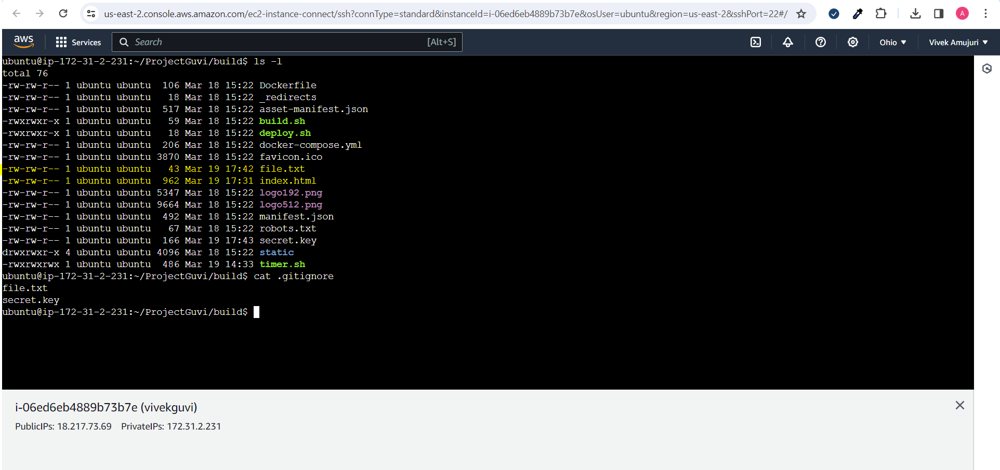 us-east-2.console.aws.amazon.com/ec2-instance-connect/ssh?connType=standard&instanceId=i-06ed6eb4889b73b7e&osUser=ubuntu&region=us-east-2&sshPort=22#/
A
aws Services Search [Alt+S] Ohio Vivek Amujuri
ubuntu@ip-172-31-2-231:~/ProjectGuvi/build$ ls -l
total 76
-rw-rw-r-- 1 ubuntu ubuntu 106 Mar 18 15:22 Dockerfile
-rw-rw-r-- 1 ubuntu ubuntu 18 Mar 18 15:22 _redirects
-rw-rw-r-- 1 ubuntu ubuntu 517 Mar 18 15:22 asset-manifest.json
-rwxrwxr-x 1 ubuntu ubuntu 59 Mar 18 15:22 build.sh
-rwxrwxr-x 1 ubuntu ubuntu 18 Mar 18 15:22 deploy.sh
-rw-rw-r-- 1 ubuntu ubuntu 206 Mar 18 15:22 docker-compose.yml
-rw-rw-r-- 1 ubuntu ubuntu 3870 Mar 18 15:22 favicon.ico
-rw-rw-r-- 1 ubuntu ubuntu 43 Mar 19 17:42 file.txt
-rw-rw-r-- 1 ubuntu ubuntu 962 Mar 19 17:31 index.html
-rw-rw-r-- 1 ubuntu ubuntu 5347 Mar 18 15:22 logo192.png
-rw-rw-r-- 1 ubuntu ubuntu 9664 Mar 18 15:22 logo512.png
-rw-rw-r-- 1 ubuntu ubuntu 492 Mar 18 15:22 manifest.json
-rw-rw-r-- 1 ubuntu ubuntu 67 Mar 18 15:22 robots.txt
-rw-rw-r-- 1 ubuntu ubuntu 166 Mar 19 17:43 secret.key
drwxrwxr-x 4 ubuntu ubuntu 4096 Mar 18 15:22 static
-rwxrwxrwx 1 ubuntu ubuntu 486 Mar 19 14:33 timer.sh
ubuntu@ip-172-31-2-231:~/ProjectGuvi/build$ cat .gitignore
file.txt
secret.key
ubuntu@ip-172-31-2-231:~/ProjectGuvi/build$
i-06ed6eb4889b73b7e (vivekguvi)
PublicIPs: 18.217.73.69 PrivateIPs: 172.31.2.231